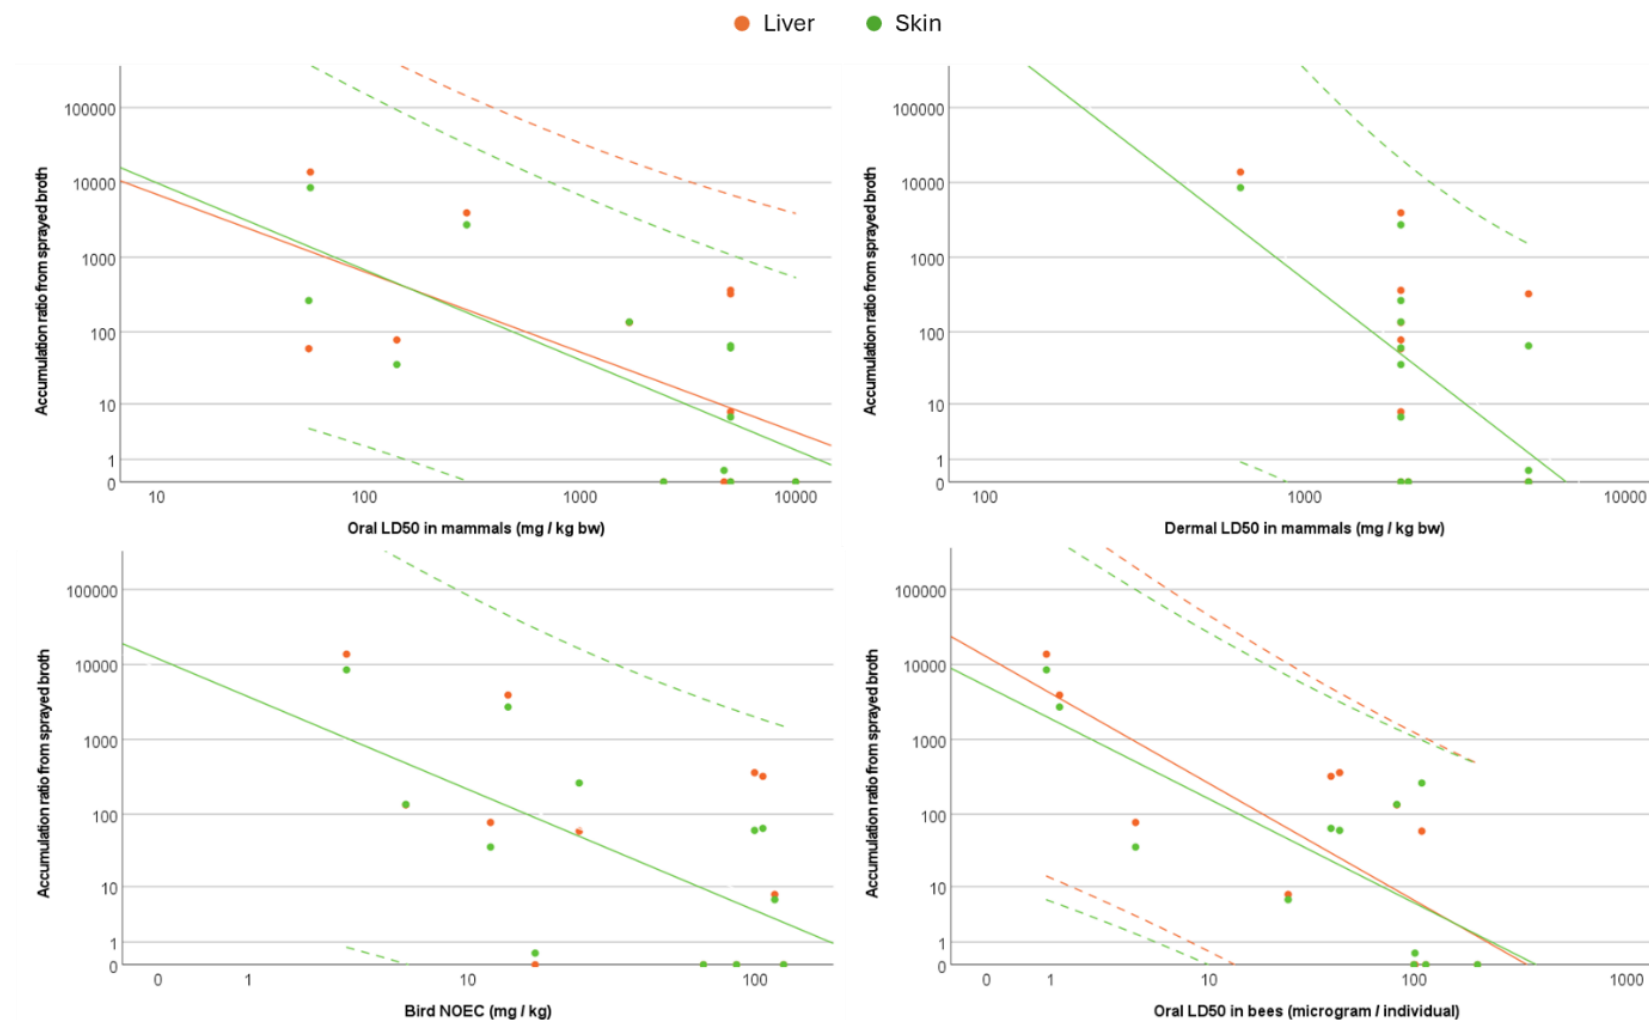 Liver Skin
Accumulation ratio from sprayed broth
100000
10000
1000
100
10
1
0
10 100 1000 10000
Oral LD50 in mammals (mg / kg bw)
Accumulation ratio from sprayed broth
100000
10000
1000
100
10
1
0
100 1000 10000
Dermal LD50 in mammals (mg / kg bw)
Accumulation ratio from sprayed broth
100000
10000
1000
100
10
1
0
0 1 10 100
Bird NOEC (mg / kg)
Accumulation ratio from sprayed broth
100000
10000
1000
100
10
1
0
0 1 10 100 1000
Oral LD50 in bees (microgram / individual)